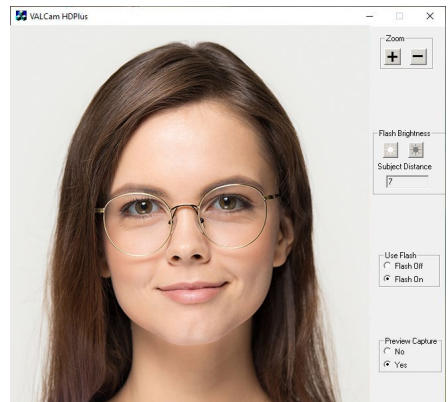 VALCam HDPlus
Zoom
Flash Brightness
Subject Distance
7
Use Flash
Flash Off
Flash On
Preview Capture
No
Yes